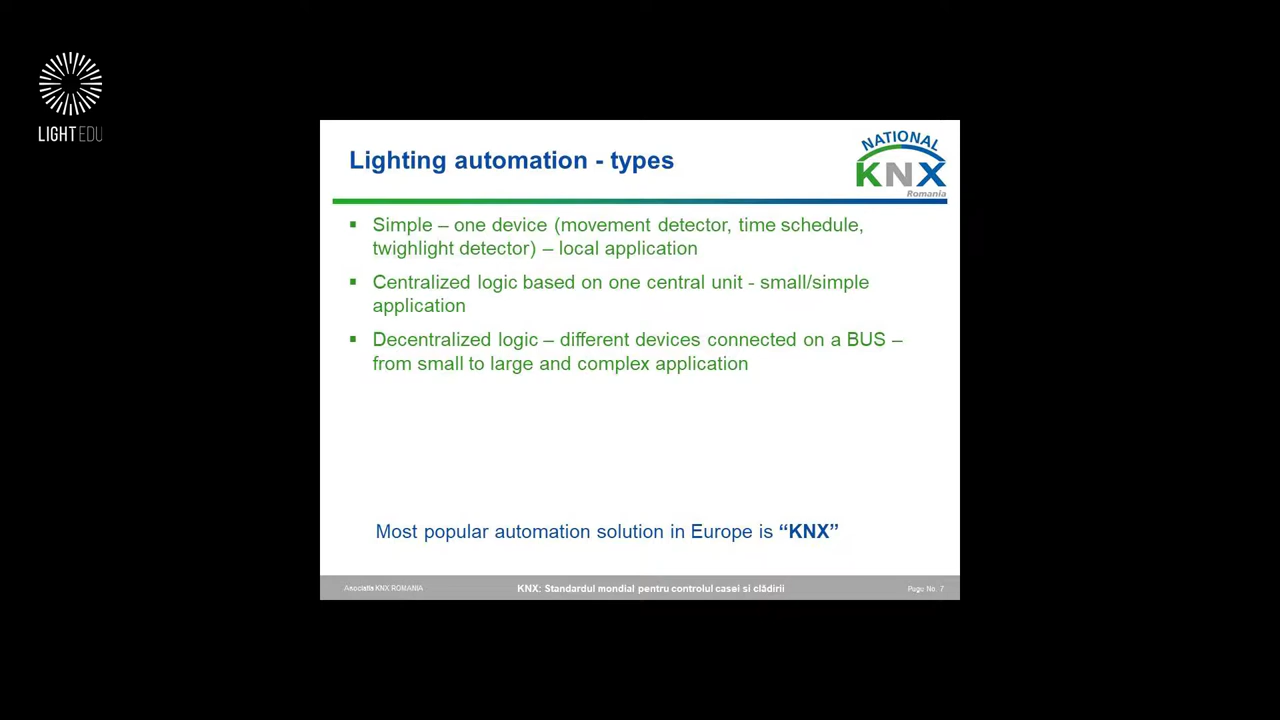 LIGHTEDU
Lighting automation - types
NATIONAL
KNX
Romania
▪ Simple – one device (movement detector, time schedule,
twighlight detector) – local application
▪ Centralized logic based on one central unit - small/simple
application
▪ Decentralized logic – different devices connected on a BUS –
from small to large and complex application
Most popular automation solution in Europe is “KNX”
Asociatia KNX ROMANIA
KNX: Standardul mondial pentru controlul casei si clădirii
No. 7